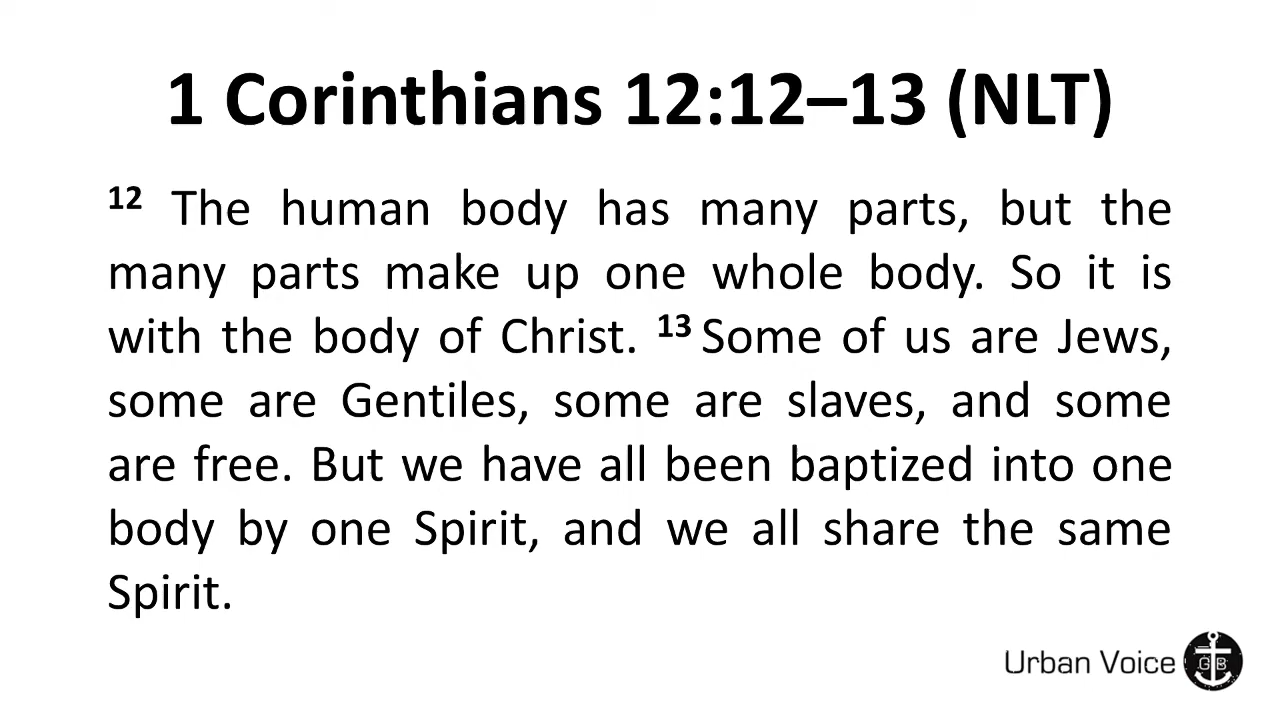 1 Corinthians 12:12–13 (NLT)
12 The human body has many parts, but the
many parts make up one whole body. So it is
with the body of Christ. 13 Some of us are Jews,
some are Gentiles, some are slaves, and some
are free. But we have all been baptized into one
body by one Spirit, and we all share the same
Spirit.
Urban Voice
GB